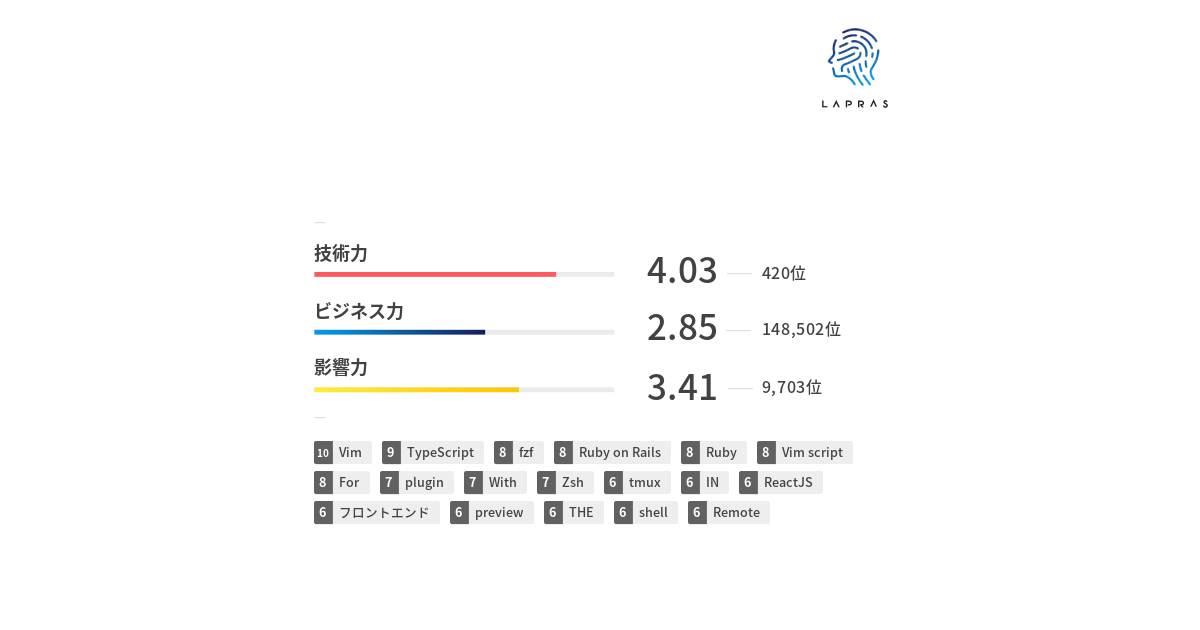 LAPRAS
技術力
4.03 420位
ビジネス力
2.85 148,502位
影響力
3.41 9,703位
10 Vim 9 TypeScript 8 fzf 8 Ruby on Rails 8 Ruby 8 Vim script
8 For 7 plugin 7 With 7 Zsh 6 tmux 6 IN 6 ReactJS
6 フロントエンド 6 preview 6 THE 6 shell 6 Remote